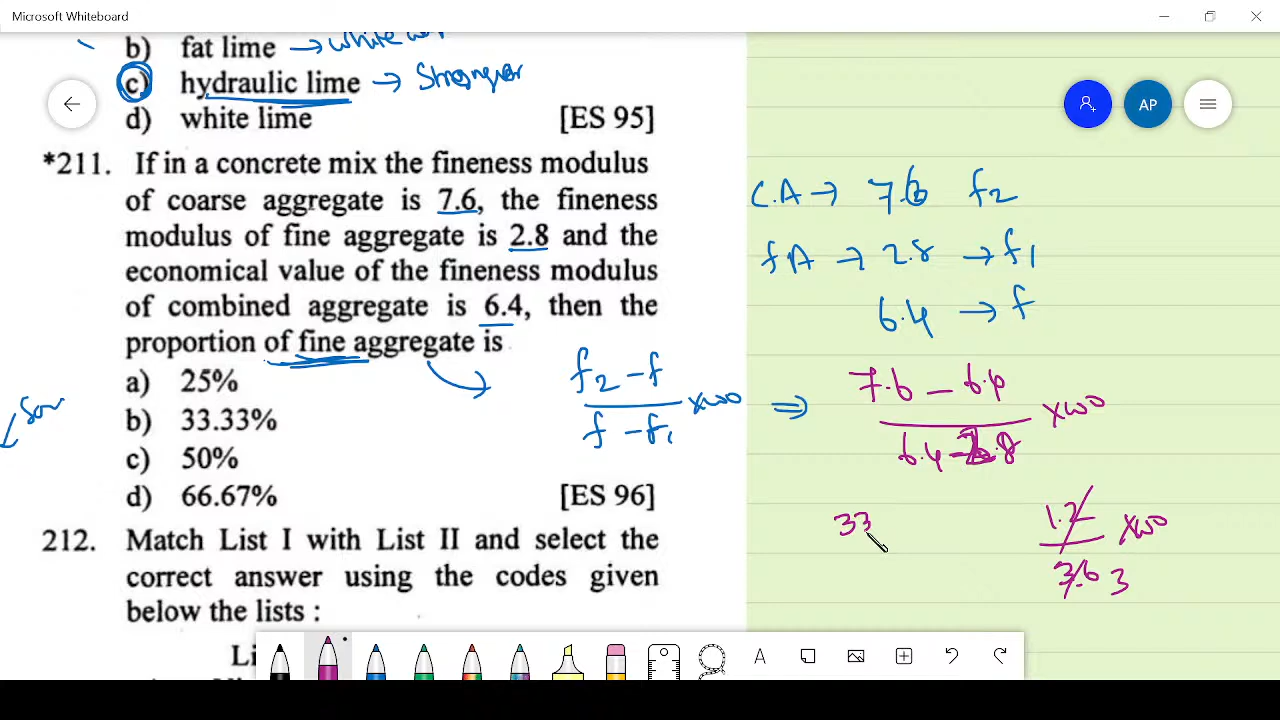 Microsoft Whiteboard
b) fat lime →
c) hydraulic lime → Stronger
d) white lime [ES 95]
AP
*211. If in a concrete mix the fineness modulus
of coarse aggregate is 7.6, the fineness
modulus of fine aggregate is 2.8 and the
economical value of the fineness modulus
of combined aggregate is 6.4, then the
proportion of fine aggregate is
a) 25%
b) 33.33%
c) 50%
d) 66.67% [ES 96]
212. Match List I with List II and select the
correct answer using the codes given
below the lists :
C.A → 7.6 f2
fA → 2.8 → f1
6.4 → f
f2 - f
f - f1
×100
⇒
7.6 - 6.4
6.4 - 2.8
×100
1.2
3.6 3
×100
33
A